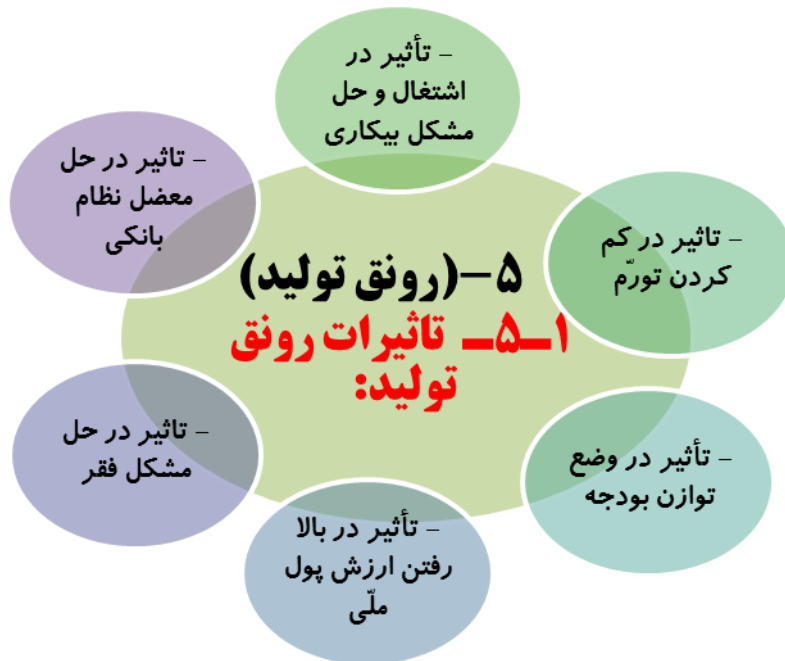 – تأثیر در
اشتغال و حل
مشکل بیکاری
– تاثیر در کم
کردن تورّم
– تأثیر در وضع
توازن بودجه
– تأثیر در بالا
رفتن ارزش پول
ملّی
– تاثیر در حل
مشکل فقر
– تاثیر در حل
معضل نظام
بانکی
۵–(رونق تولید)
۱_۵_ تاثیرات رونق
تولید: